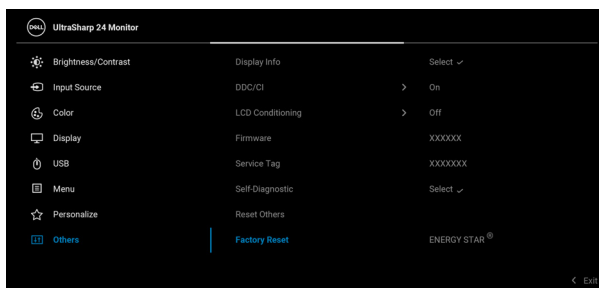 DELL UltraSharp 24 Monitor
Brightness/Contrast Display Info Select ✓
Input Source DDC/CI > On
Color LCD Conditioning > Off
Display Firmware XXXXXX
USB Service Tag XXXXXXX
Menu Self-Diagnostic Select ✓
Personalize Reset Others
Others Factory Reset ENERGY STAR®
< Exit